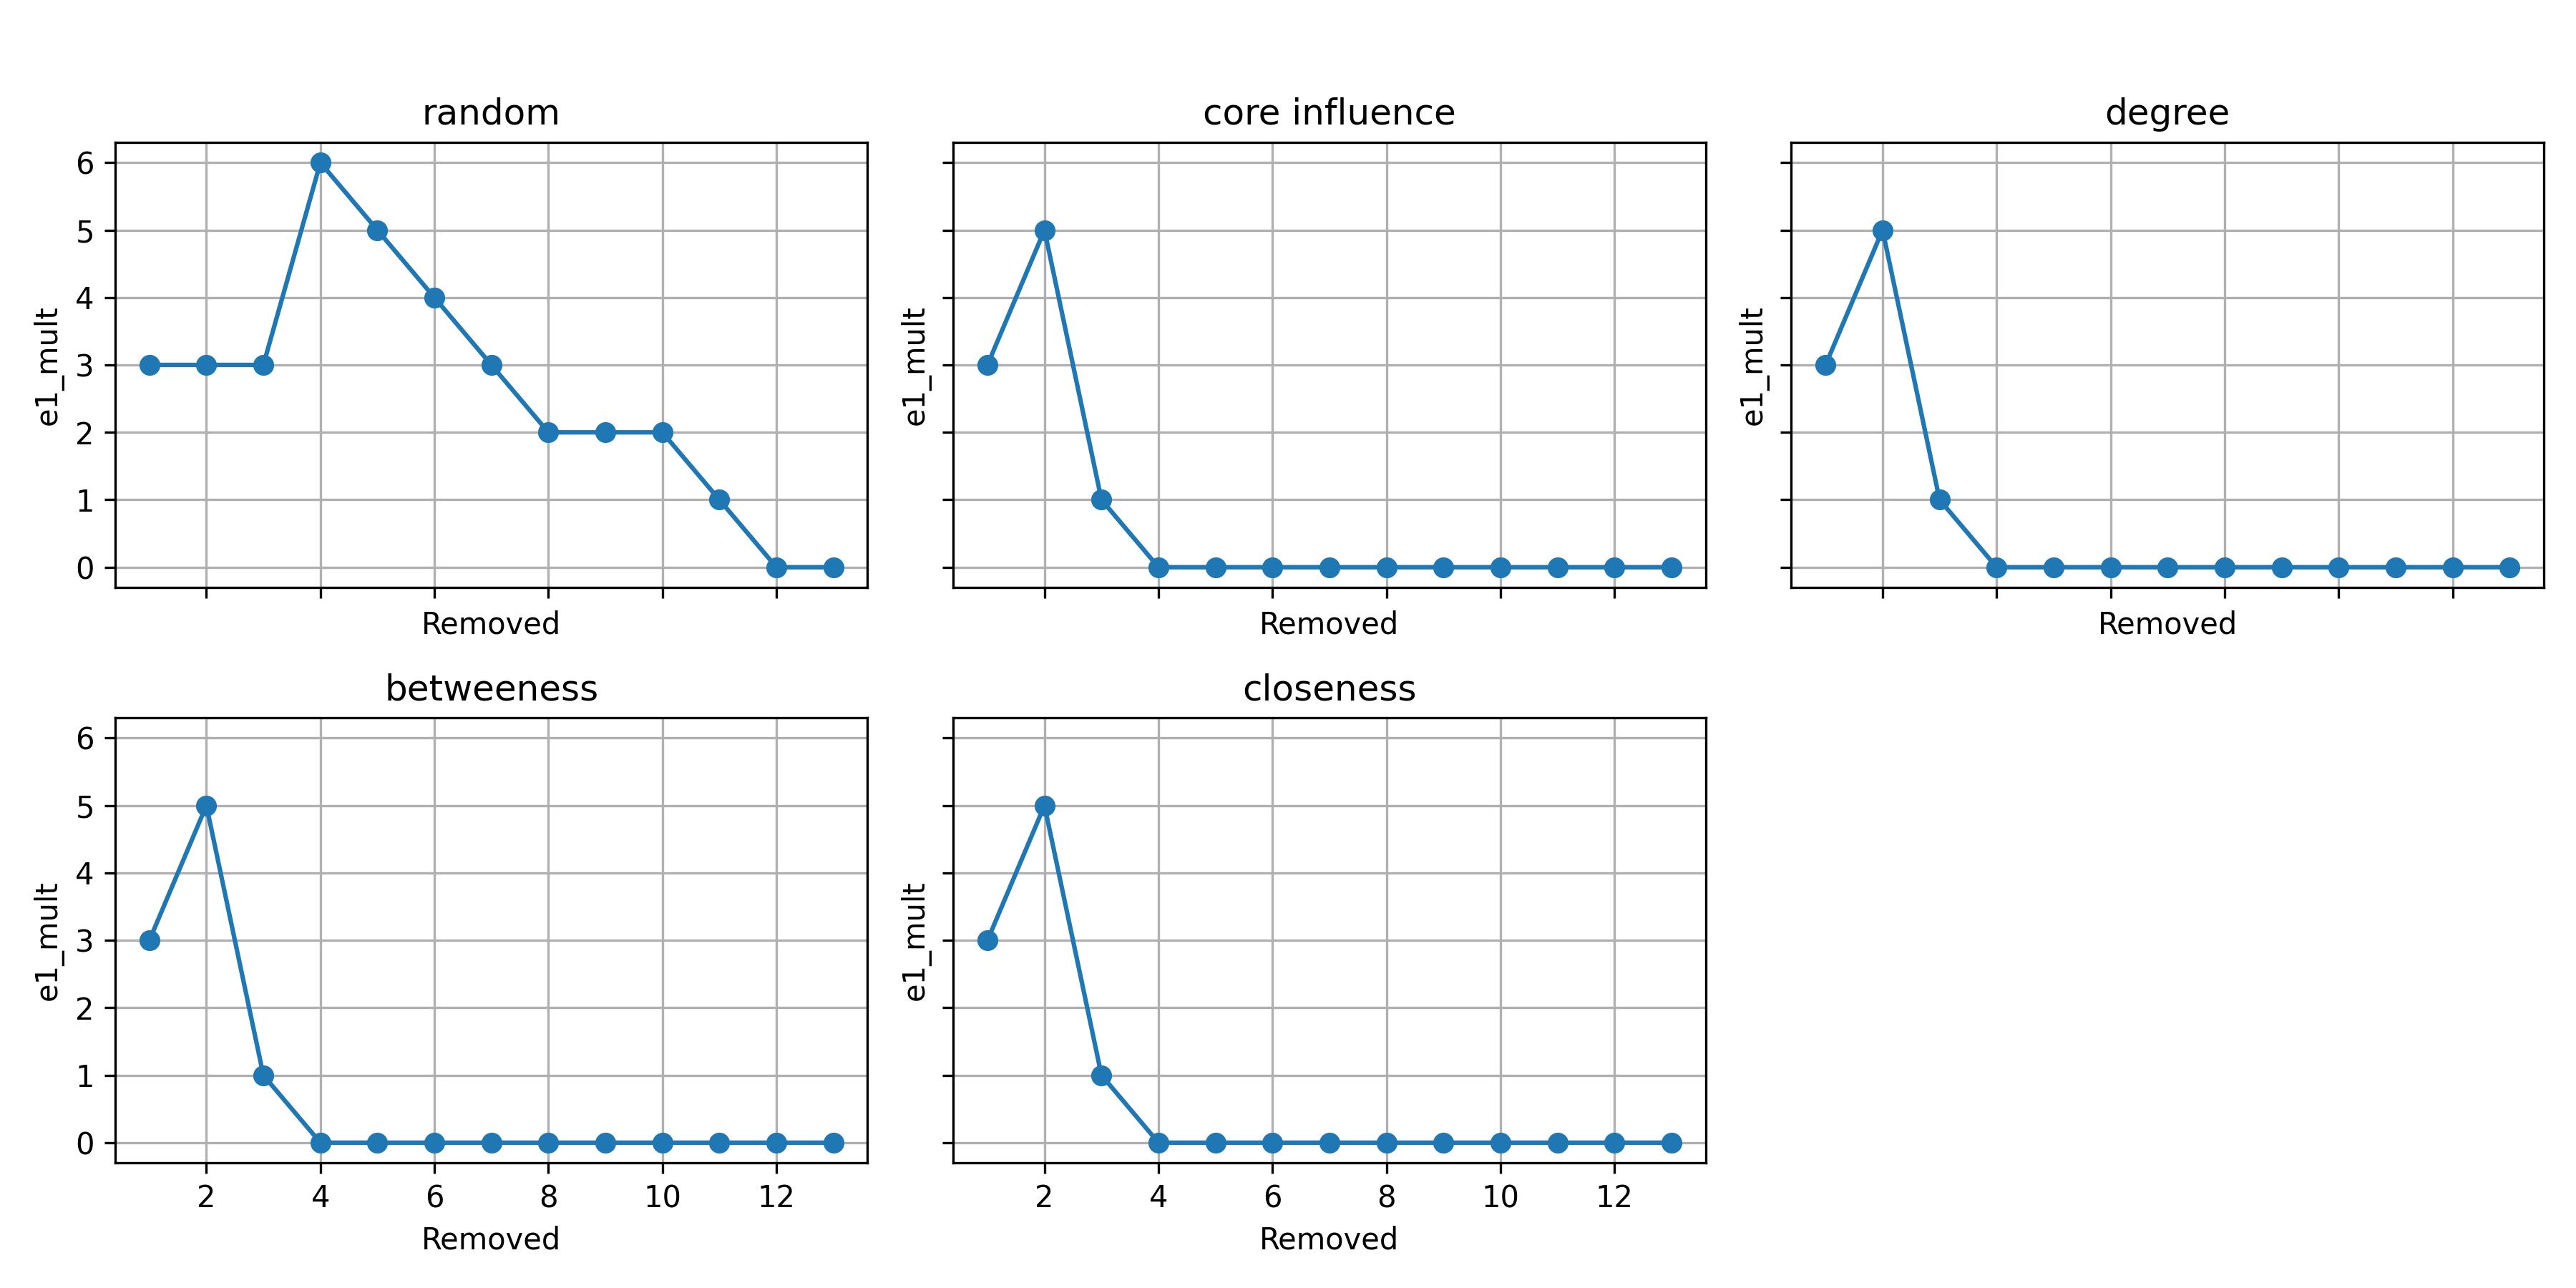 random
6
5
4
3
2
1
0
e1_mult
Removed
core influence
e1_mult
Removed
degree
e1_mult
Removed
betweeness
6
5
4
3
2
1
0
e1_mult
2 4 6 8 10 12
Removed
closeness
e1_mult
2 4 6 8 10 12
Removed